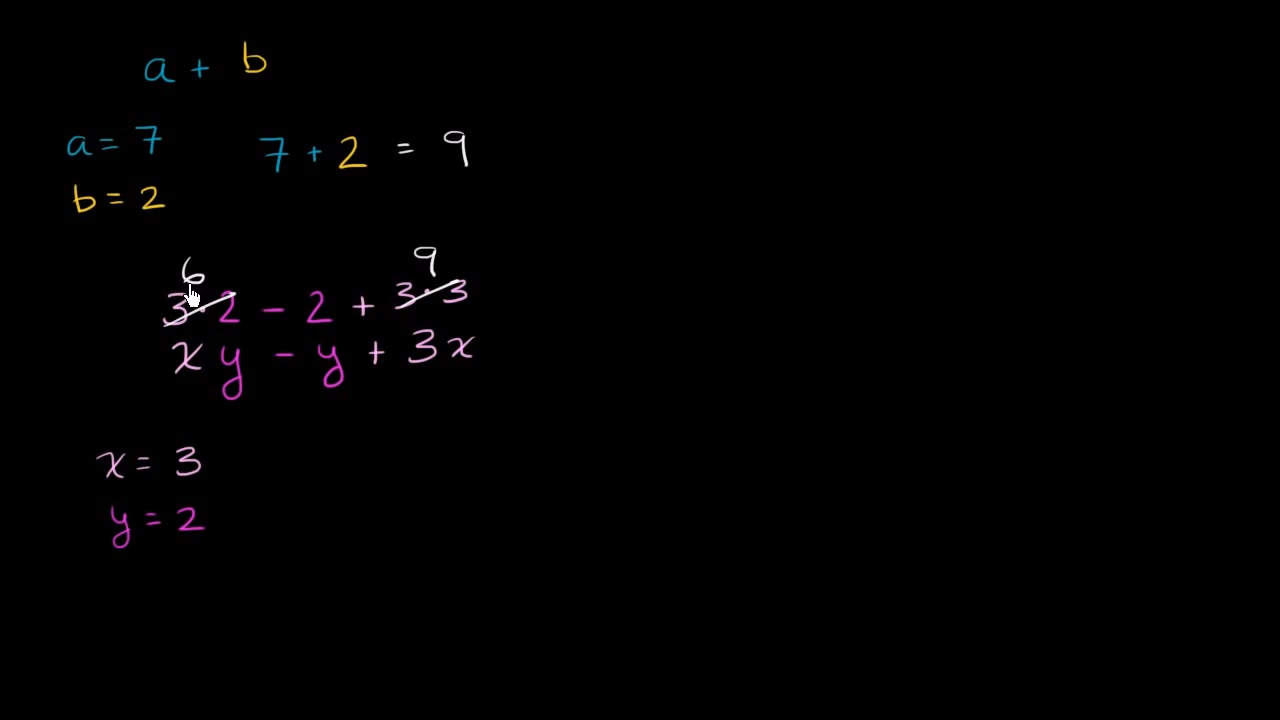 a + b
a = 7
7 + 2 = 9
b = 2
6 9
3·2 - 2 + 3·3
xy - y + 3x
x = 3
y = 2